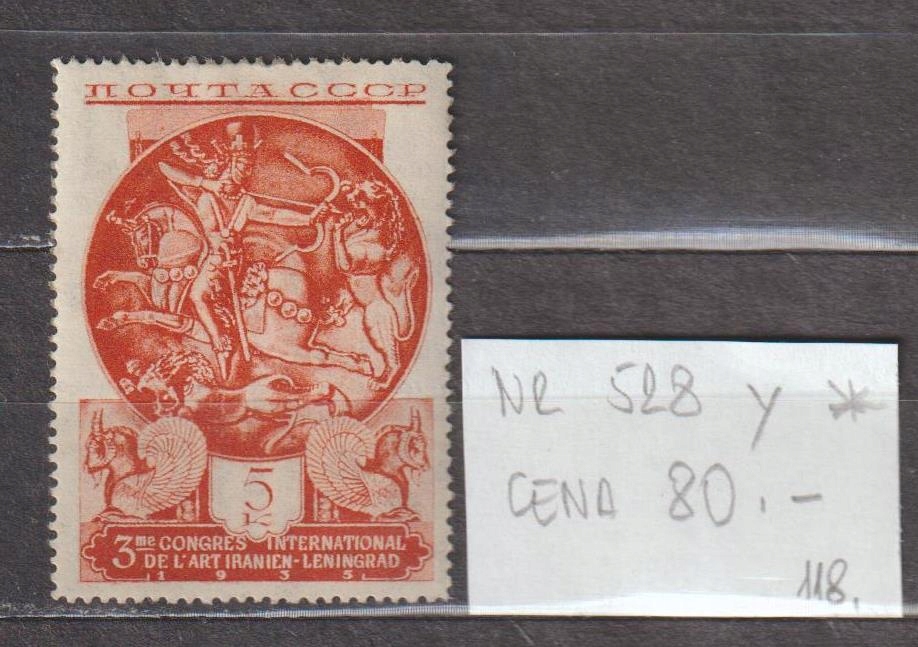 ПОЧТА СССР
5
К
3me CONGRES INTERNATIONAL
DE L'ART IRANIEN-LENINGRAD
1935
NR 528 y *
CENA 80.-
118.